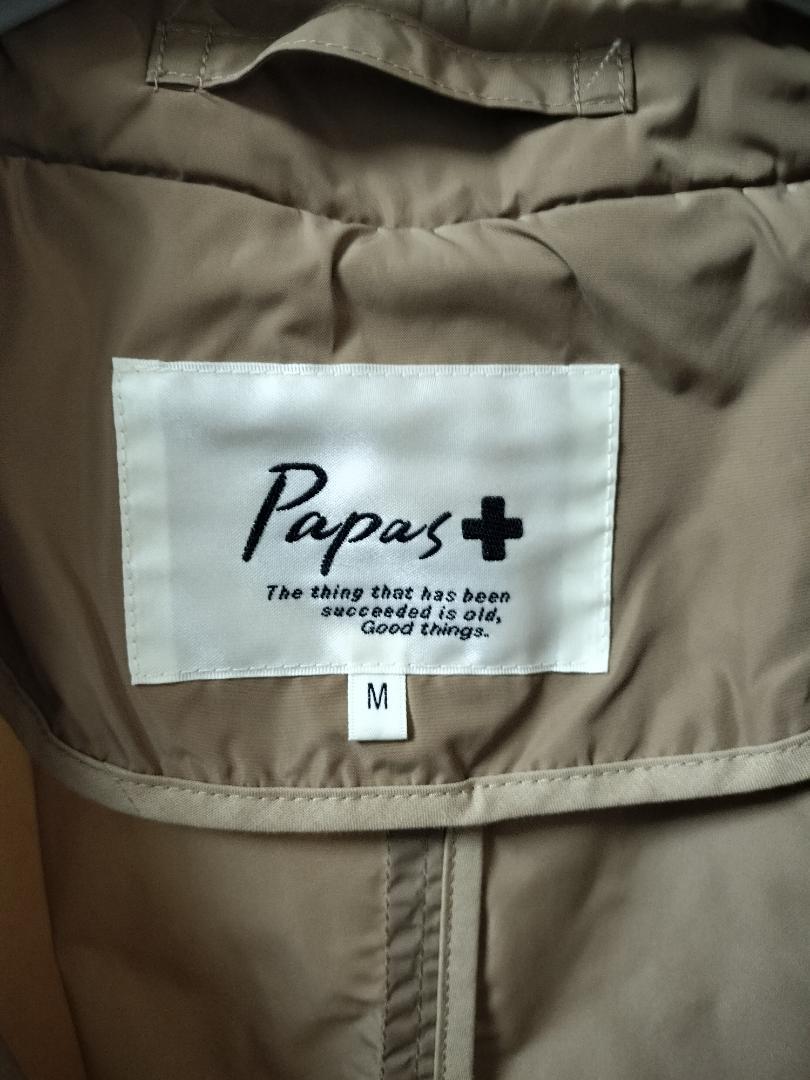 Papas+
The thing that has been
succeeded is old,
Good things.
M